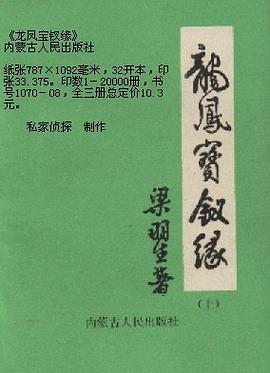 《龙凤宝钗缘》
内蒙古人民出版社
纸张787×1092毫米，32开本，印
张33.375。印数1-20000册，书
号1070-08，全三册总定价10.3
元。
私家侦探 制作
龍鳳寶釵緣
(上)
梁羽生著
内蒙古人民出版社